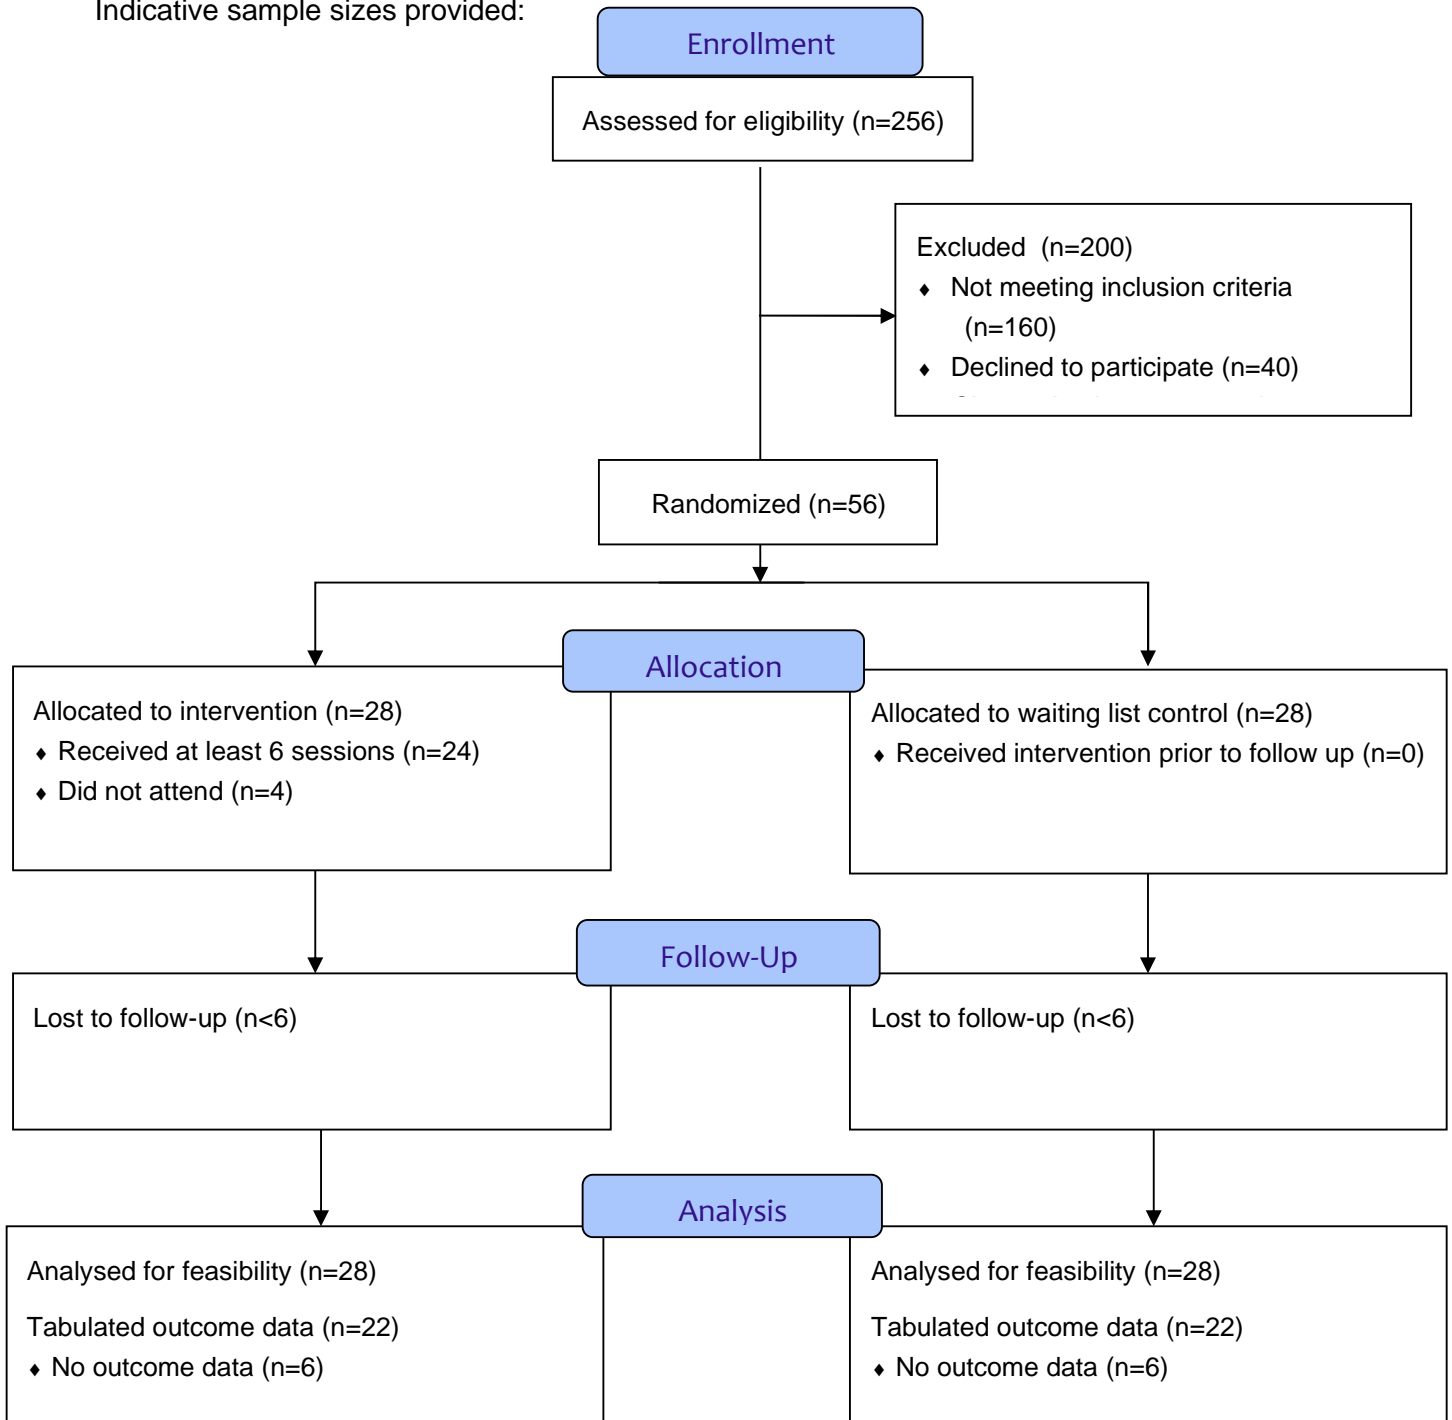 Indicative sample sizes provided:
Enrollment
Assessed for eligibility (n=256)
Excluded  (n=200)
♦ Not meeting inclusion criteria
(n=160)
♦ Declined to participate (n=40)
Randomized (n=56)
Allocation
Allocated to intervention (n=28)
♦ Received at least 6 sessions (n=24)
♦ Did not attend (n=4)
Allocated to waiting list control (n=28)
♦ Received intervention prior to follow up (n=0)
Follow-Up
Lost to follow-up (n<6)
Lost to follow-up (n<6)
Analysis
Analysed for feasibility (n=28)
Tabulated outcome data (n=22)
♦ No outcome data (n=6)
Analysed for feasibility (n=28)
Tabulated outcome data (n=22)
♦ No outcome data (n=6)